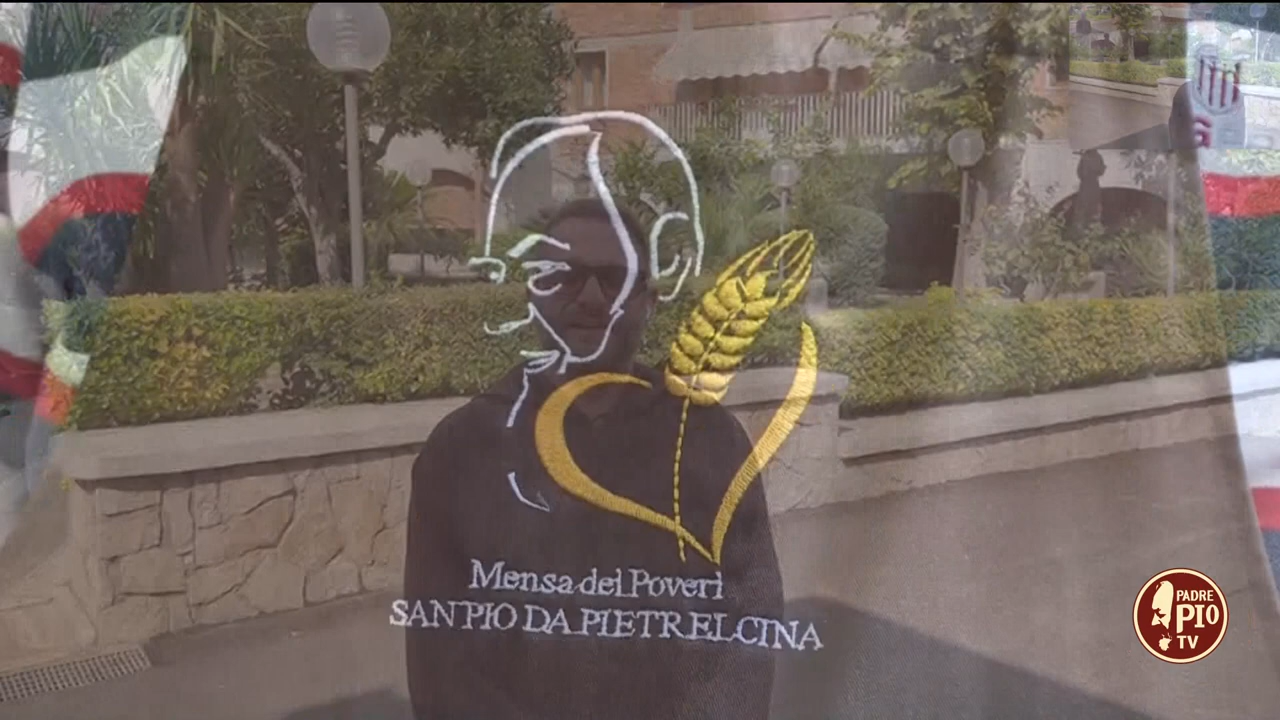 Mensa dei Poveri
SAN PIO DA PIETRELCINA
PADRE
PIO
TV